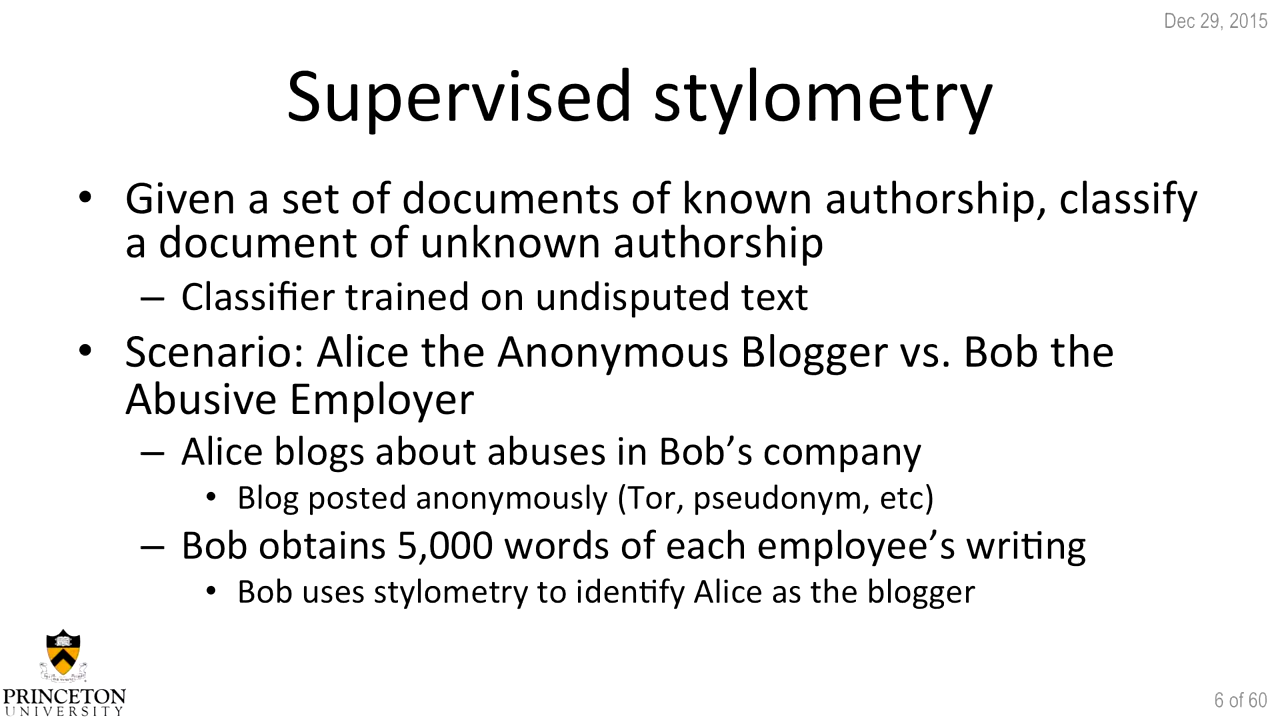 Dec 29, 2015
Supervised stylometry
• Given a set of documents of known authorship, classify
a document of unknown authorship
– Classifier trained on undisputed text
• Scenario: Alice the Anonymous Blogger vs. Bob the
Abusive Employer
– Alice blogs about abuses in Bob’s company
• Blog posted anonymously (Tor, pseudonym, etc)
– Bob obtains 5,000 words of each employee’s writing
• Bob uses stylometry to identify Alice as the blogger
PRINCETON
UNIVERSITY
6 of 60